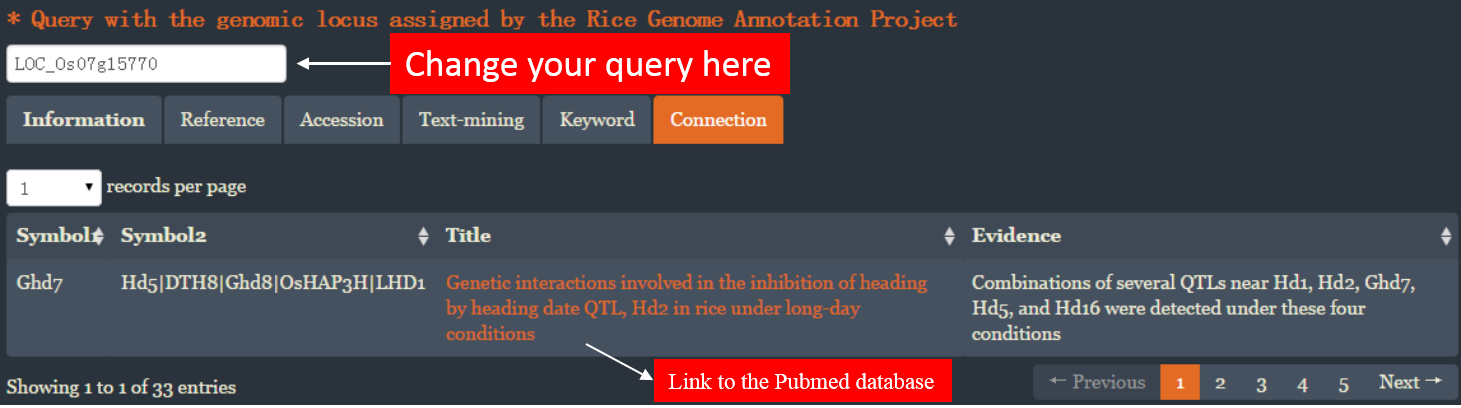 * Query with the genomic locus assigned by the Rice Genome Annotation Project
LOC_Os07g15770
Change your query here
Information Reference Accession Text-mining Keyword Connection
1 records per page
Symbol1 Symbol2 Title Evidence
Ghd7 Hd5|DTH8|Ghd8|OsHAP3H|LHD1 Genetic interactions involved in the inhibition of heading Combinations of several QTLs near Hd1, Hd2, Ghd7,
by heading date QTL, Hd2 in rice under long-day Hd5, and Hd16 were detected under these four
conditions conditions
Link to the Pubmed database
Showing 1 to 1 of 33 entries ← Previous 1 2 3 4 5 Next →